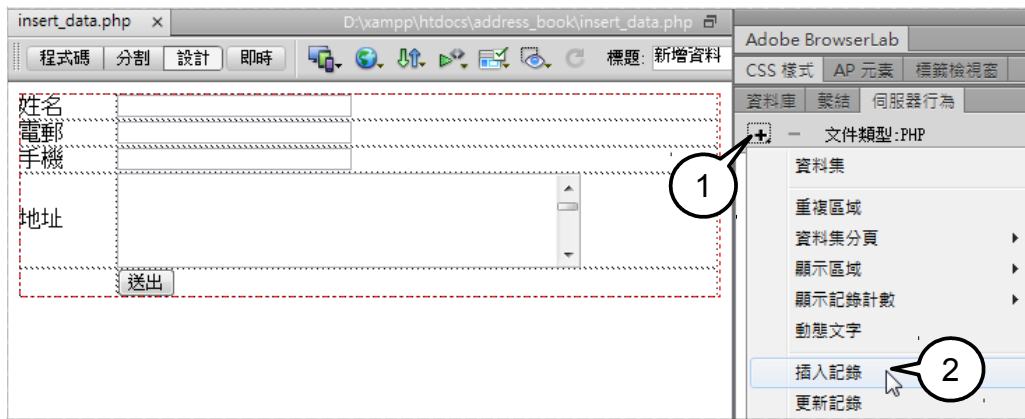 insert_data.php ×
D:\xampp\htdocs\address_book\insert_data.php
程式碼 分割 設計 即時 標題: 新增資料
姓名
電郵
手機
地址
送出
Adobe BrowserLab
CSS 樣式 AP 元素 標籤檢視窗
資料庫 繫結 伺服器行為
+ − 文件類型:PHP
1
資料集
重複區域
資料集分頁
顯示區域
顯示記錄計數
動態文字
插入記錄
2
更新記錄